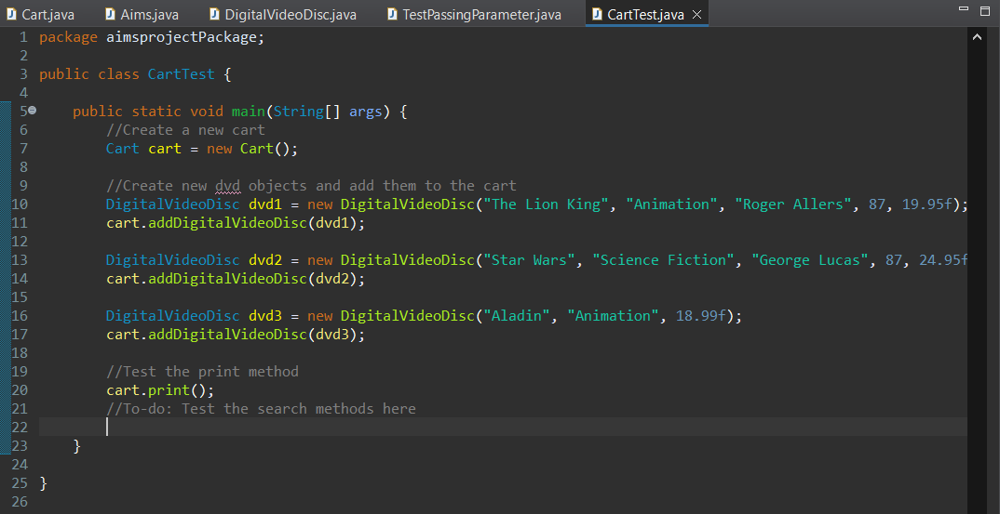 Cart.java Aims.java DigitalVideoDisc.java TestPassingParameter.java CartTest.java
1 package aimsprojectPackage;
2
3 public class CartTest {
4
5 public static void main(String[] args) {
6 //Create a new cart
7 Cart cart = new Cart();
8
9 //Create new dvd objects and add them to the cart
10 DigitalVideoDisc dvd1 = new DigitalVideoDisc("The Lion King", "Animation", "Roger Allers", 87, 19.95f);
11 cart.addDigitalVideoDisc(dvd1);
12
13 DigitalVideoDisc dvd2 = new DigitalVideoDisc("Star Wars", "Science Fiction", "George Lucas", 87, 24.95f
14 cart.addDigitalVideoDisc(dvd2);
15
16 DigitalVideoDisc dvd3 = new DigitalVideoDisc("Aladin", "Animation", 18.99f);
17 cart.addDigitalVideoDisc(dvd3);
18
19 //Test the print method
20 cart.print();
21 //To-do: Test the search methods here
22
23 }
24
25 }
26